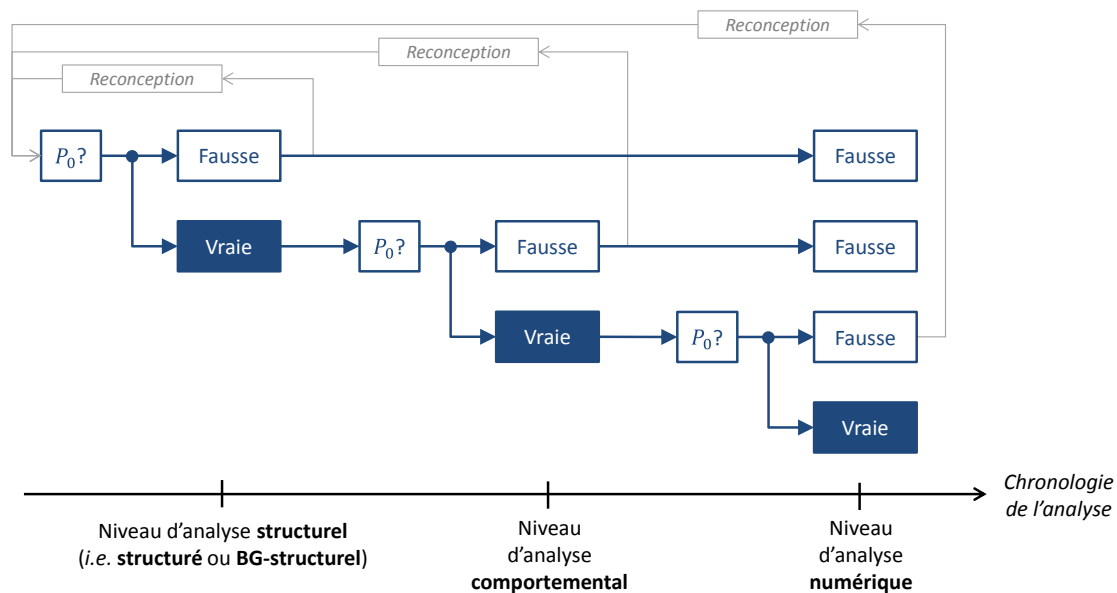 Reconception
Reconception
Reconception
P₀?
Fausse
Fausse
Vraie
P₀?
Fausse
Fausse
Vraie
P₀?
Fausse
Vraie
Chronologie
de l'analyse
Niveau d'analyse structurel
(i.e. structuré ou BG-structurel)
Niveau
d'analyse
comportemental
Niveau
d'analyse
numérique